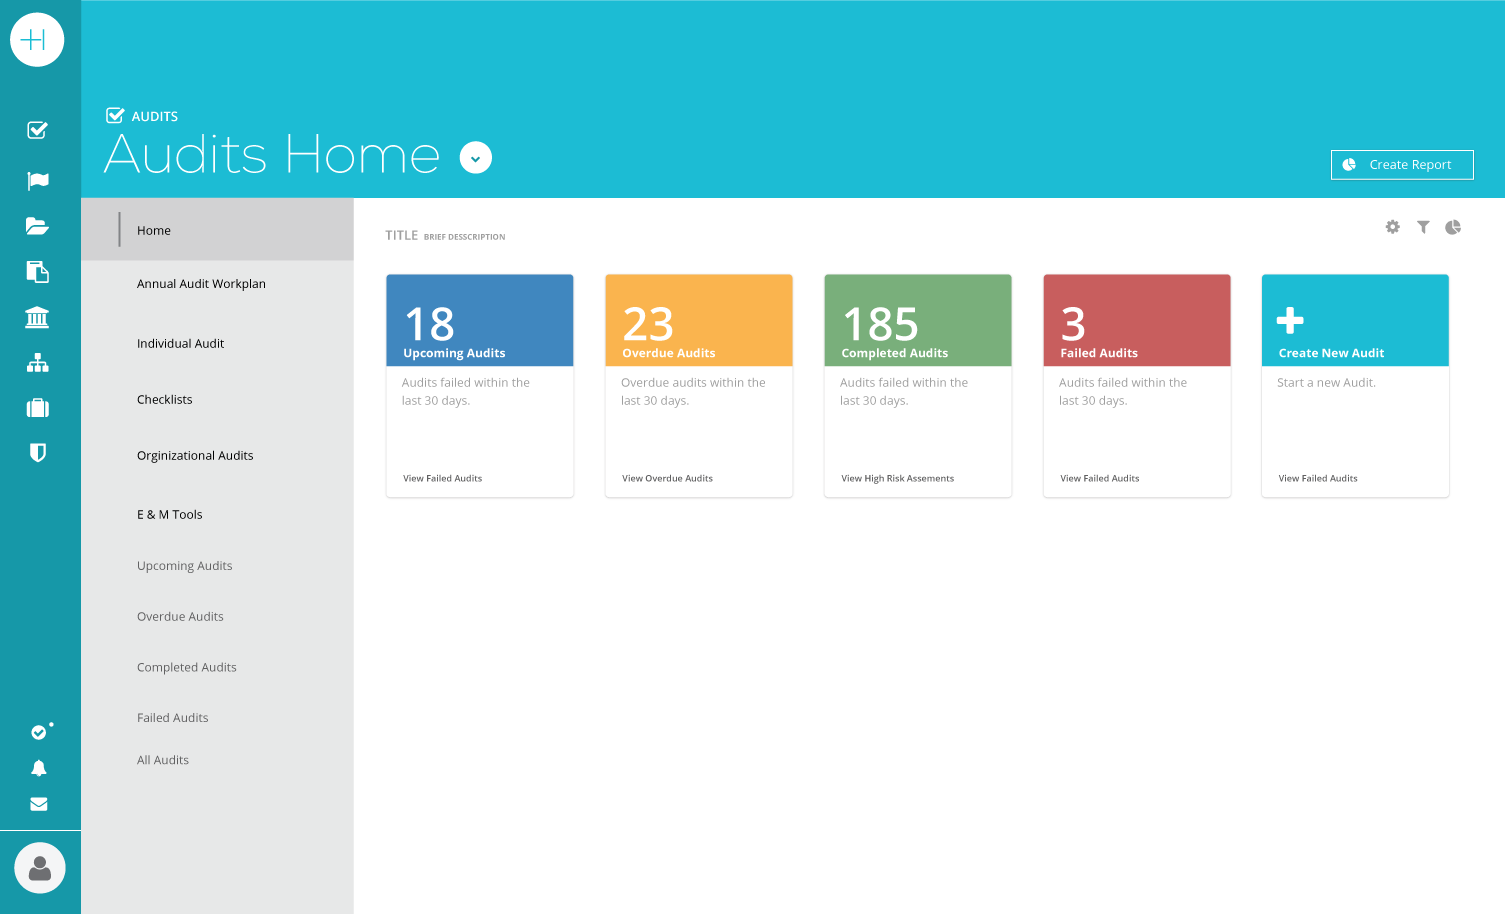 H
AUDITS
Audits Home
Create Report
Home
Annual Audit Workplan
Individual Audit
Checklists
Orginizational Audits
E & M Tools
Upcoming Audits
Overdue Audits
Completed Audits
Failed Audits
All Audits
TITLE BRIEF DESSCRIPTION
18
Upcoming Audits
Audits failed within the
last 30 days.
View Failed Audits
23
Overdue Audits
Overdue audits within the
last 30 days.
View Overdue Audits
185
Completed Audits
Audits failed within the
last 30 days.
View High Risk Assements
3
Failed Audits
Audits failed within the
last 30 days.
View Failed Audits
Create New Audit
Start a new Audit.
View Failed Audits